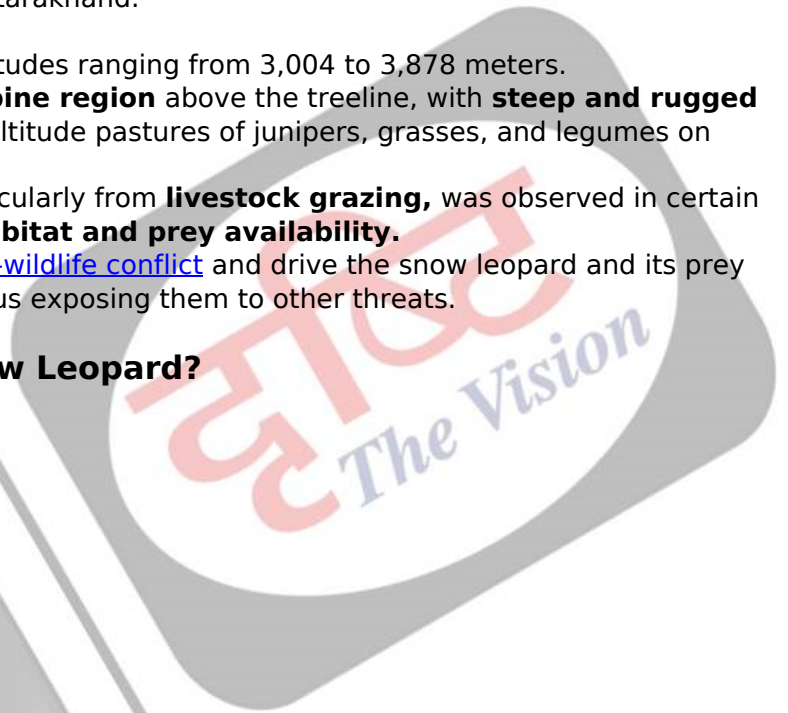 tarakhand.
tudes ranging from 3,004 to 3,878 meters.
pine region above the treeline, with steep and rugged
ltitude pastures of junipers, grasses, and legumes on
cularly from livestock grazing, was observed in certain
bitat and prey availability.
-wildlife conflict and drive the snow leopard and its prey
us exposing them to other threats.
w Leopard?
दृष्टि
The Vision